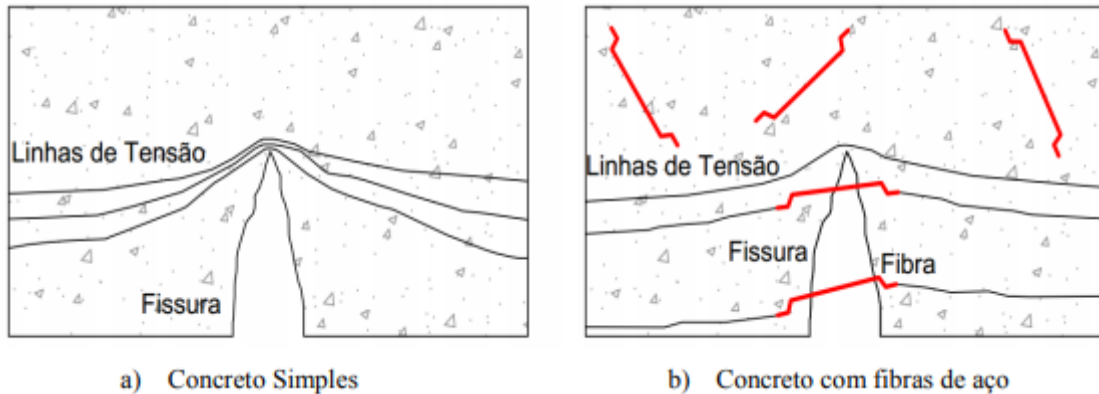 Linhas de Tensão
Fissura
a) Concreto Simples
Linhas de Tensão
Fissura
Fibra
b) Concreto com fibras de aço